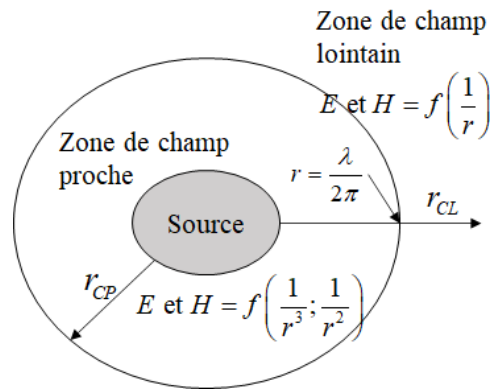 Zone de champ
lointain
E et H = f(1/r)
Zone de champ
proche
r = λ/2π
Source
r_CL
r_CP
E et H = f(1/r³ ; 1/r²)